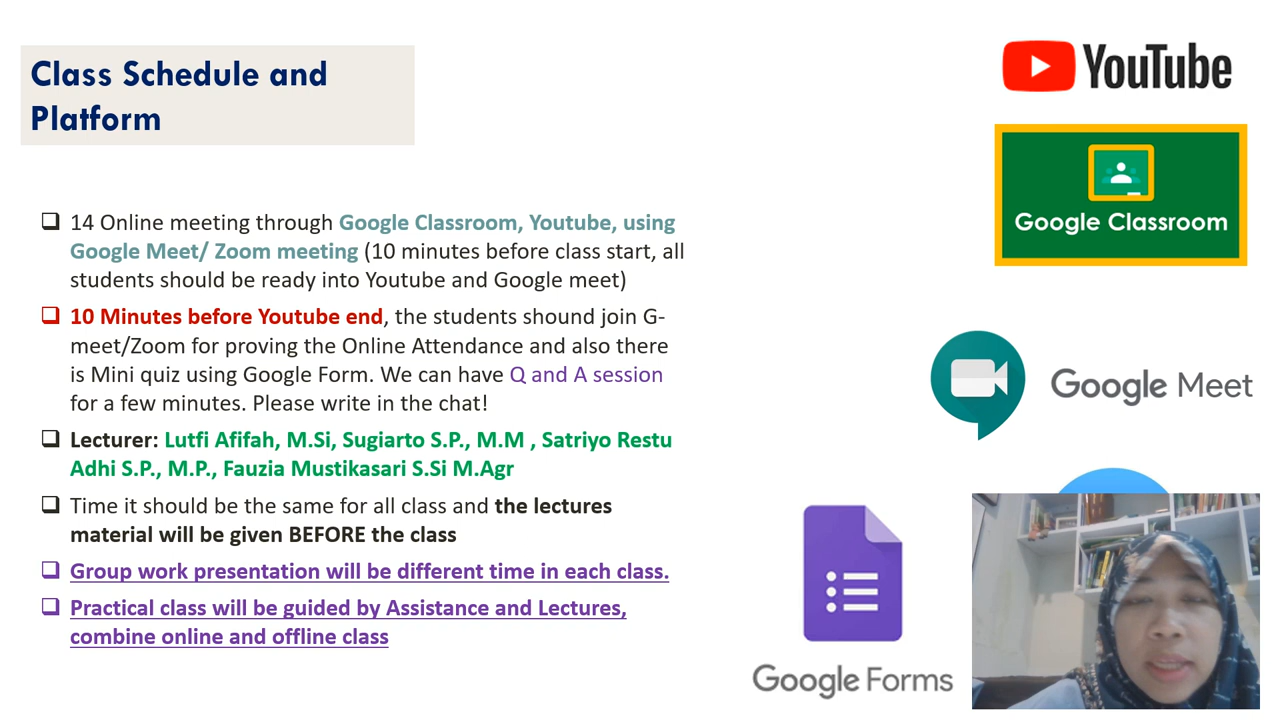 Class Schedule and
Platform
YouTube
Google Classroom
❑ 14 Online meeting through Google Classroom, Youtube, using
Google Meet/ Zoom meeting (10 minutes before class start, all
students should be ready into Youtube and Google meet)
❑ 10 Minutes before Youtube end, the students shound join G-
meet/Zoom for proving the Online Attendance and also there
is Mini quiz using Google Form. We can have Q and A session
for a few minutes. Please write in the chat!
Google Meet
❑ Lecturer: Lutfi Afifah, M.Si, Sugiarto S.P., M.M , Satriyo Restu
Adhi S.P., M.P., Fauzia Mustikasari S.Si M.Agr
❑ Time it should be the same for all class and the lectures
material will be given BEFORE the class
❑ Group work presentation will be different time in each class.
❑ Practical class will be guided by Assistance and Lectures,
combine online and offline class
Google Forms